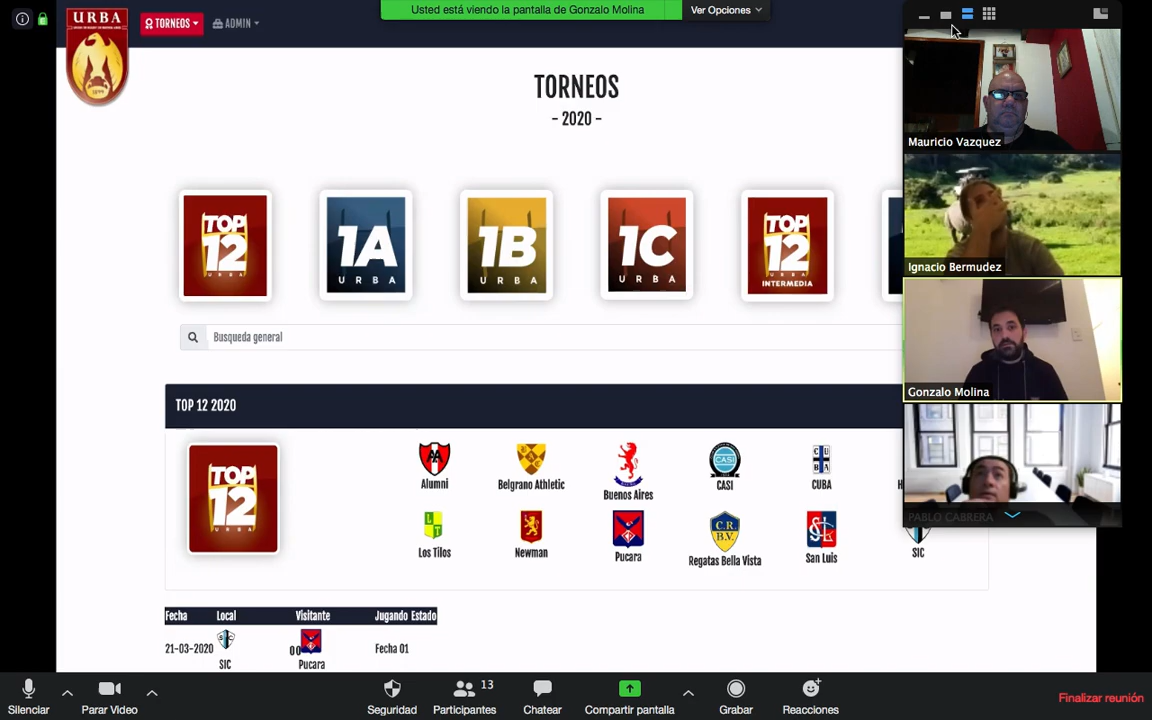 URBA
TORNEOS
ADMIN
Usted está viendo la pantalla de Gonzalo Molina
Ver Opciones
TORNEOS
- 2020 -
TOP 12 URBA
1A URBA
1B URBA
1C URBA
TOP 12 URBA INTERMEDIA
Busqueda general
TOP 12 2020
TOP 12 URBA
Alumni
Belgrano Athletic
Buenos Aires
CASI
CUBA
H
Los Tilos
Newman
Pucara
Regatas Bella Vista
San Luis
SIC
Fecha Local Visitante Jugando Estado
21-03-2020 SIC 0 0 Pucara Fecha 01
Mauricio Vazquez
Ignacio Bermudez
Gonzalo Molina
PABLO CABRERA
Silenciar
Parar Video
Seguridad
13
Participantes
Chatear
Compartir pantalla
Grabar
Reacciones
Finalizar reunión